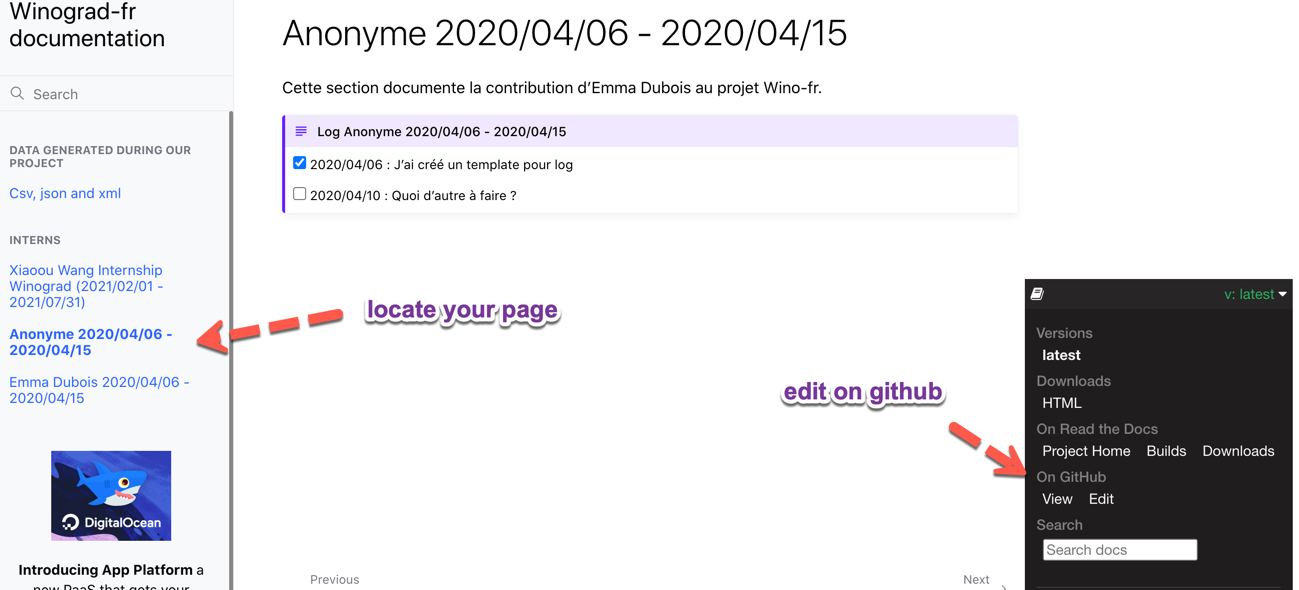 Winograd-fr
documentation
Search
DATA GENERATED DURING OUR
PROJECT
Csv, json and xml
INTERNS
Xiaoou Wang Internship
Winograd (2021/02/01 -
2021/07/31)
Anonyme 2020/04/06 -
2020/04/15
Emma Dubois 2020/04/06 -
2020/04/15
DigitalOcean
Introducing App Platform a
new PaaS that gets your
Anonyme 2020/04/06 - 2020/04/15
Cette section documente la contribution d’Emma Dubois au projet Wino-fr.
Log Anonyme 2020/04/06 - 2020/04/15
2020/04/06 : J’ai créé un template pour log
2020/04/10 : Quoi d’autre à faire ?
locate your page
edit on github
Previous
Next
v: latest
Versions
latest
Downloads
HTML
On Read the Docs
Project Home Builds Downloads
On GitHub
View Edit
Search
Search docs